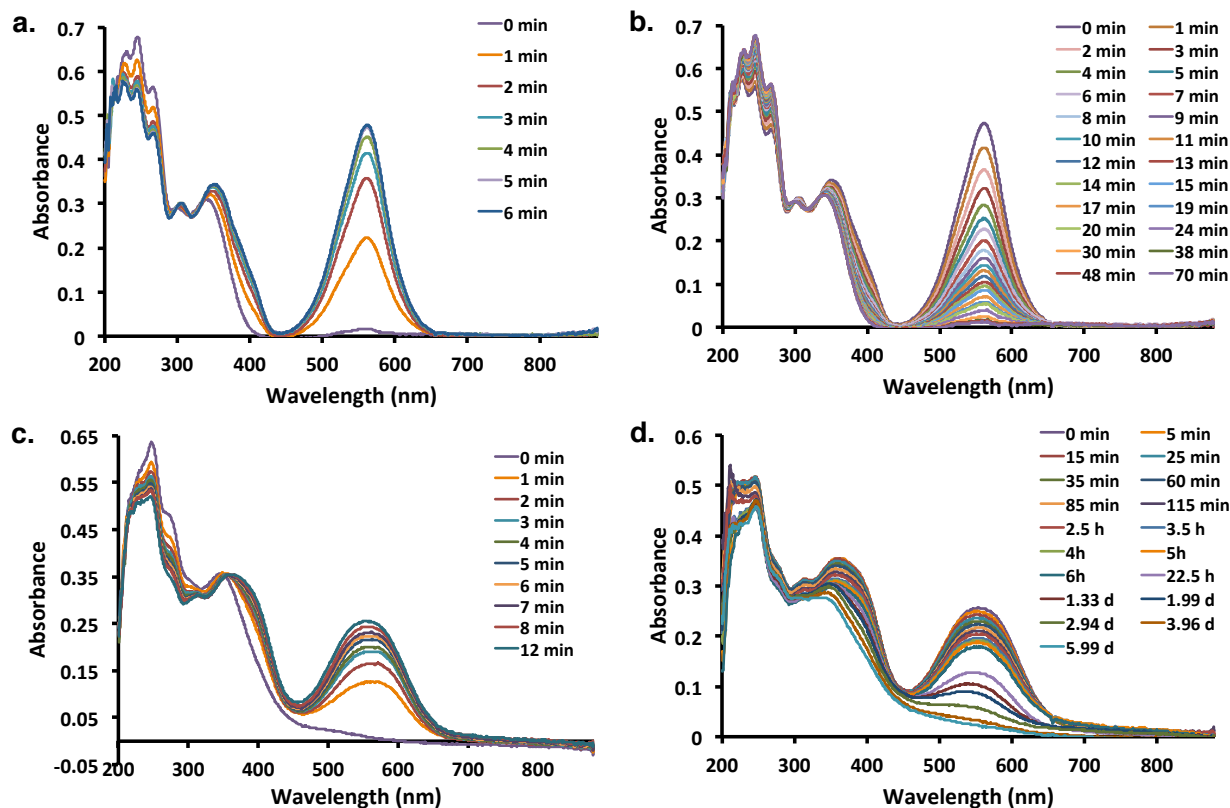 a.
0.7
0.6
0.5
0.4
0.3
0.2
0.1
0
200 300 400 500 600 700 800
Absorbance
Wavelength (nm)
0 min
1 min
2 min
3 min
4 min
5 min
6 min
b.
0.7
0.6
0.5
0.4
0.3
0.2
0.1
0
200 300 400 500 600 700 800
Absorbance
Wavelength (nm)
0 min 1 min
2 min 3 min
4 min 5 min
6 min 7 min
8 min 9 min
10 min 11 min
12 min 13 min
14 min 15 min
17 min 19 min
20 min 24 min
30 min 38 min
48 min 70 min
c.
0.65
0.55
0.45
0.35
0.25
0.15
0.05
-0.05
200 300 400 500 600 700 800
Absorbance
Wavelength (nm)
0 min
1 min
2 min
3 min
4 min
5 min
6 min
7 min
8 min
12 min
d.
0.6
0.5
0.4
0.3
0.2
0.1
0
200 300 400 500 600 700 800
Absorbance
Wavelength (nm)
0 min 5 min
15 min 25 min
35 min 60 min
85 min 115 min
2.5 h 3.5 h
4h 5h
6h 22.5 h
1.33 d 1.99 d
2.94 d 3.96 d
5.99 d